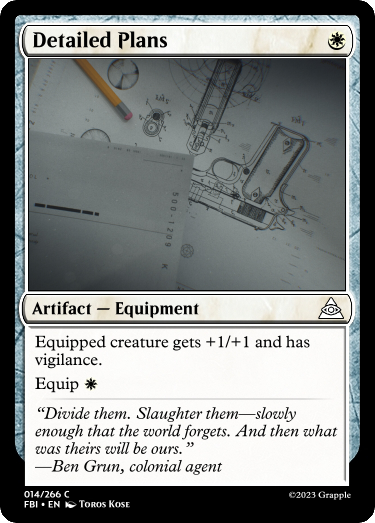 Detailed Plans
500-1209 K
Artifact — Equipment
Equipped creature gets +1/+1 and has
vigilance.
Equip
“Divide them. Slaughter them—slowly
enough that the world forgets. And then what
was theirs will be ours.”
—Ben Grun, colonial agent
014/266 C
FBI • EN Toros Kose
©2023 Grapple